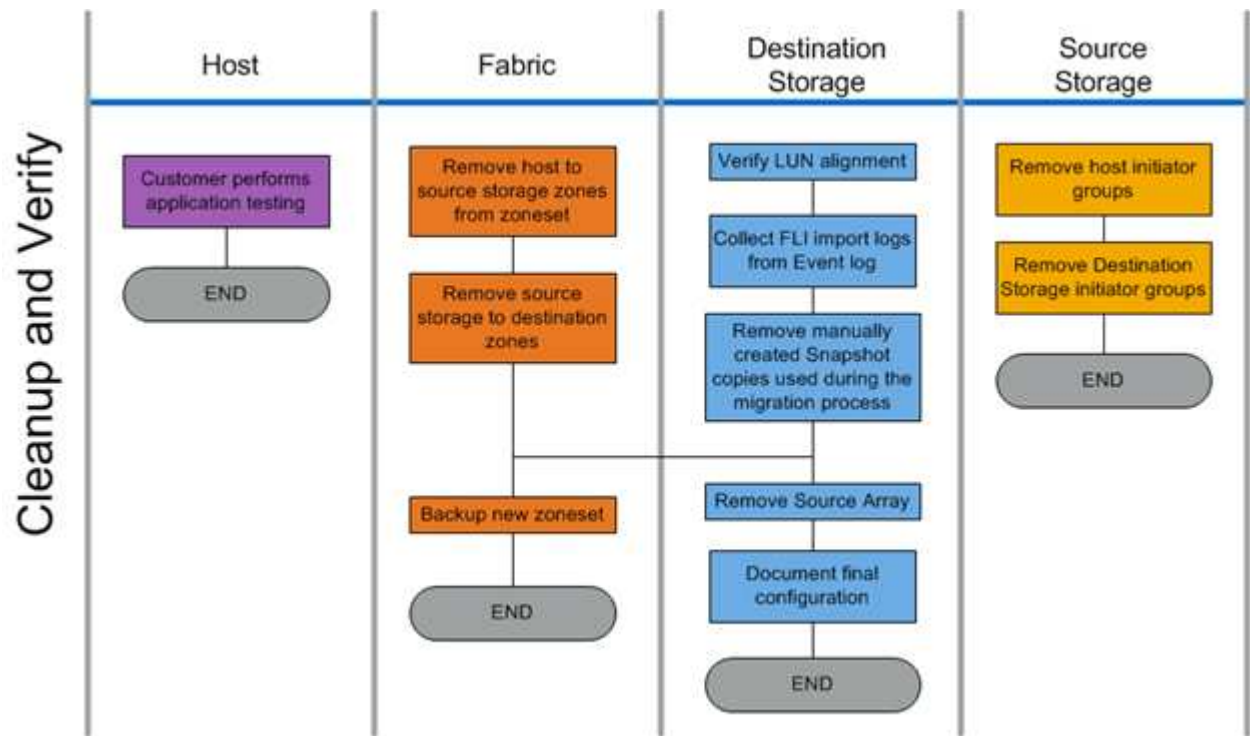 Cleanup and Verify
Host
Fabric
Destination
Storage
Source
Storage
Customer performs
application testing
END
Remove host to
source storage zones
from zoneset
Remove source
storage to destination
zones
Backup new zoneset
END
Verify LUN alignment
Collect FLI import logs
from Event log
Remove manually
created Snapshot
copies used during the
migration process
Remove Source Array
Document final
configuration
END
Remove host initiator
groups
Remove Destination
Storage initiator groups
END